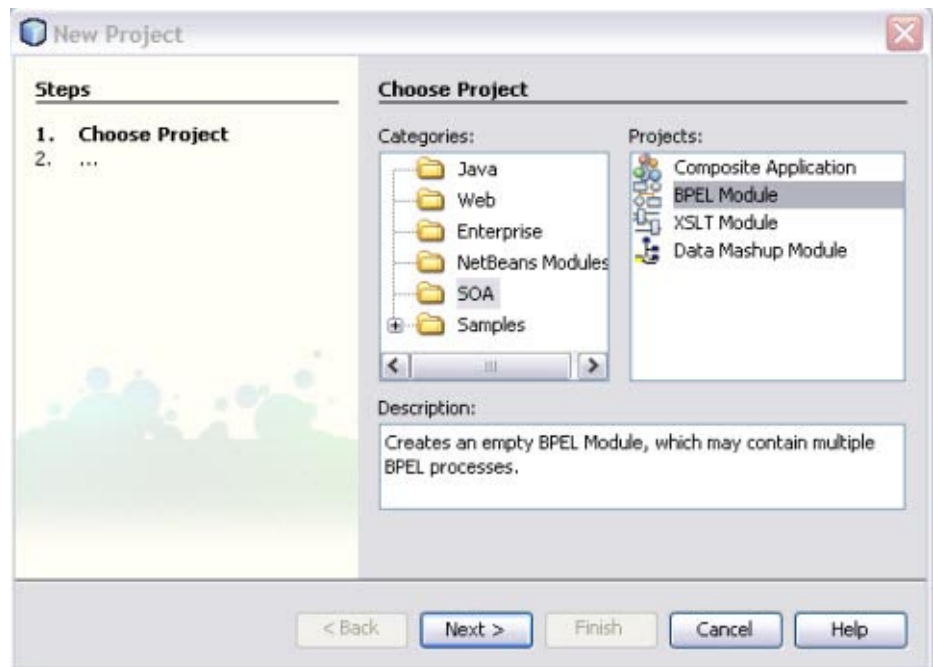 New Project
Steps
1. Choose Project
2. ...
Choose Project
Categories:
Java
Web
Enterprise
NetBeans Modules
SOA
Samples
Projects:
Composite Application
BPEL Module
XSLT Module
Data Mashup Module
Description:
Creates an empty BPEL Module, which may contain multiple
BPEL processes.
< Back
Next >
Finish
Cancel
Help